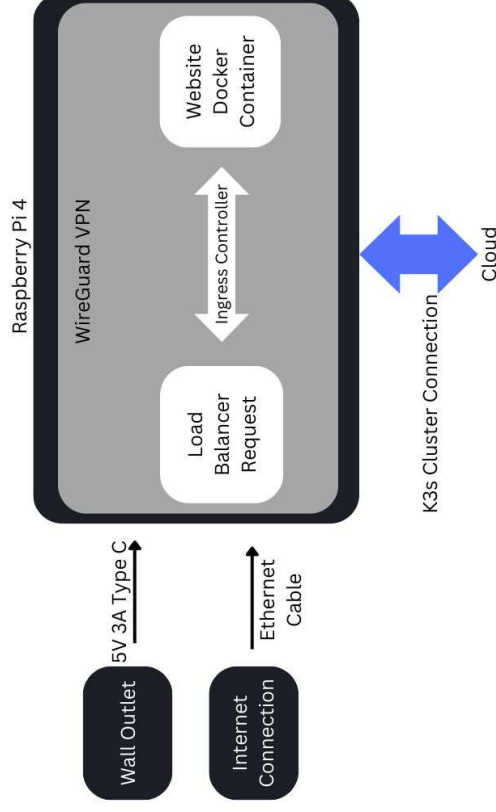 Raspberry Pi 4
WireGuard VPN
Load
Balancer
Request
Ingress Controller
Website
Docker
Container
Wall Outlet
5V 3A Type C
Internet
Connection
Ethernet
Cable
K3s Cluster Connection
Cloud